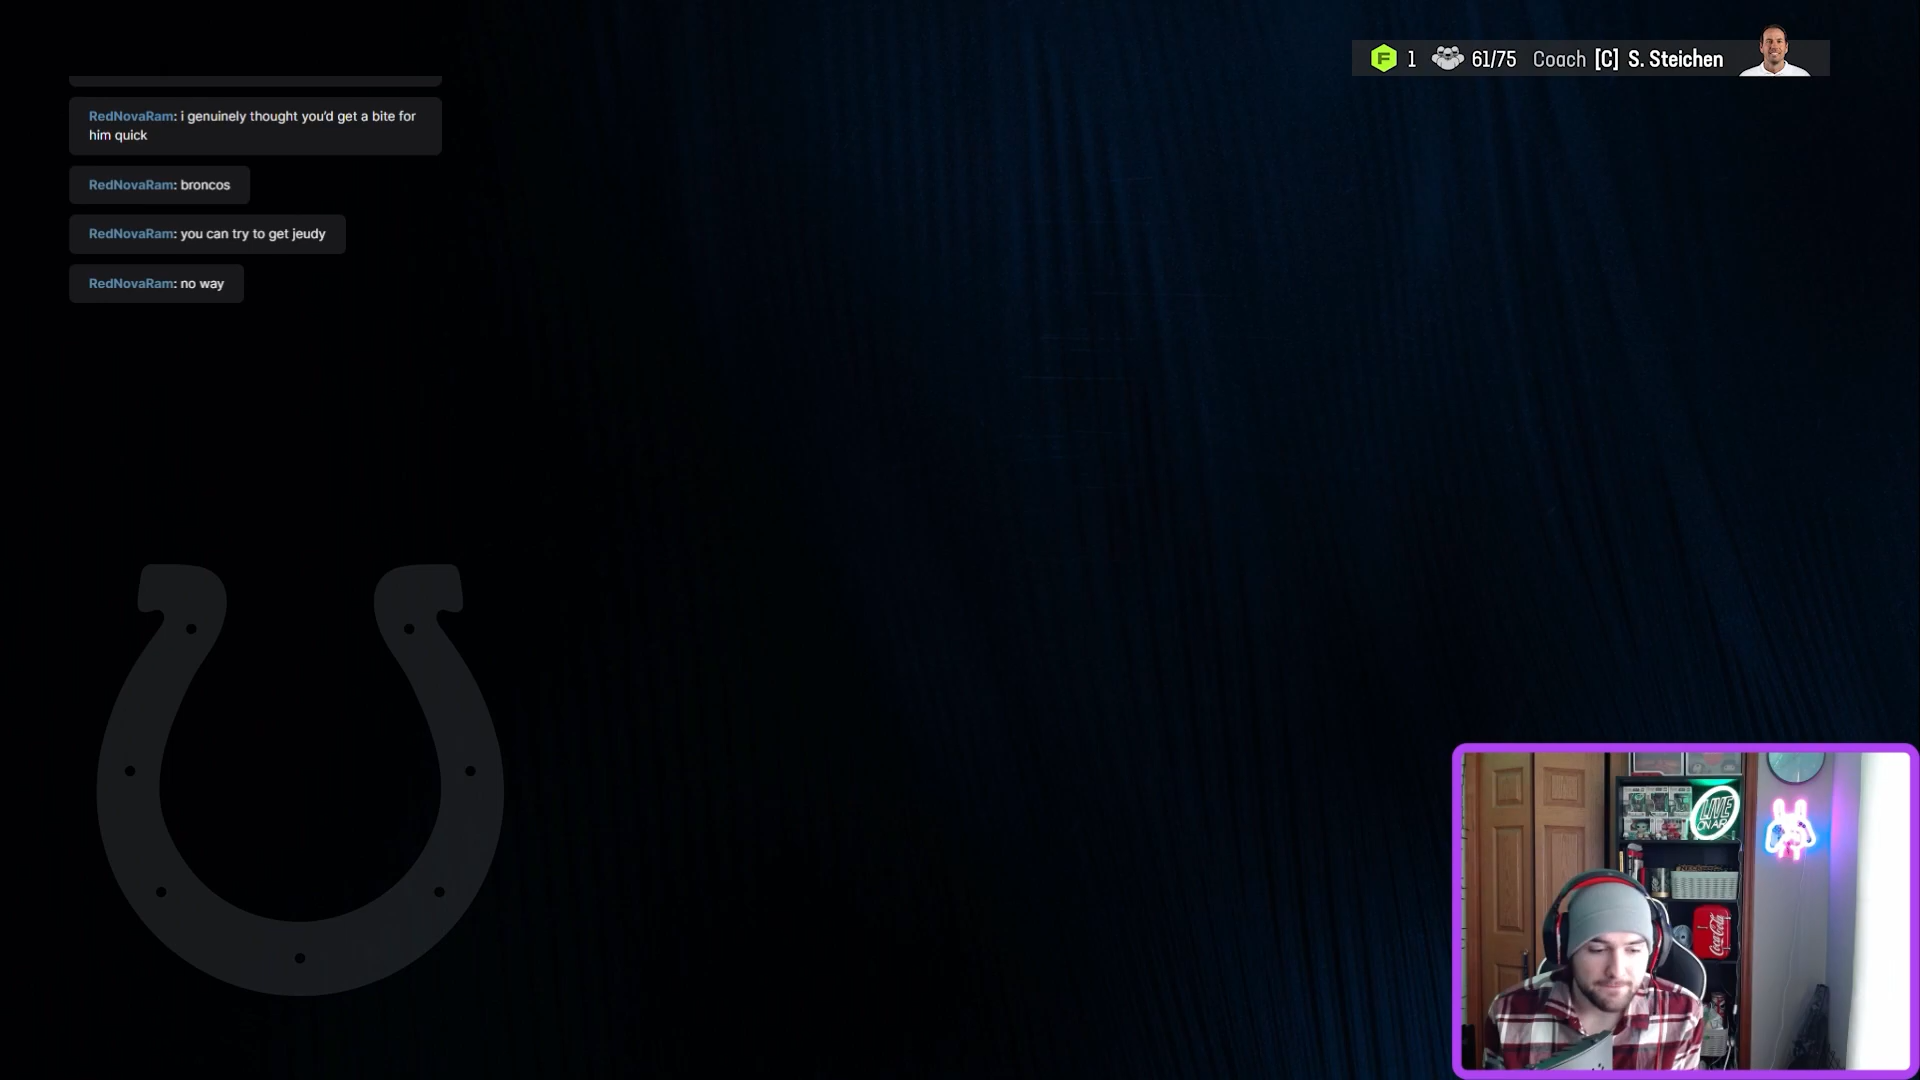 F 1 61/75 Coach [C] S. Steichen
RedNovaRam: i genuinely thought you'd get a bite for
him quick
RedNovaRam: broncos
RedNovaRam: you can try to get jeudy
RedNovaRam: no way
LIVE
ON AIR
Coca-Cola